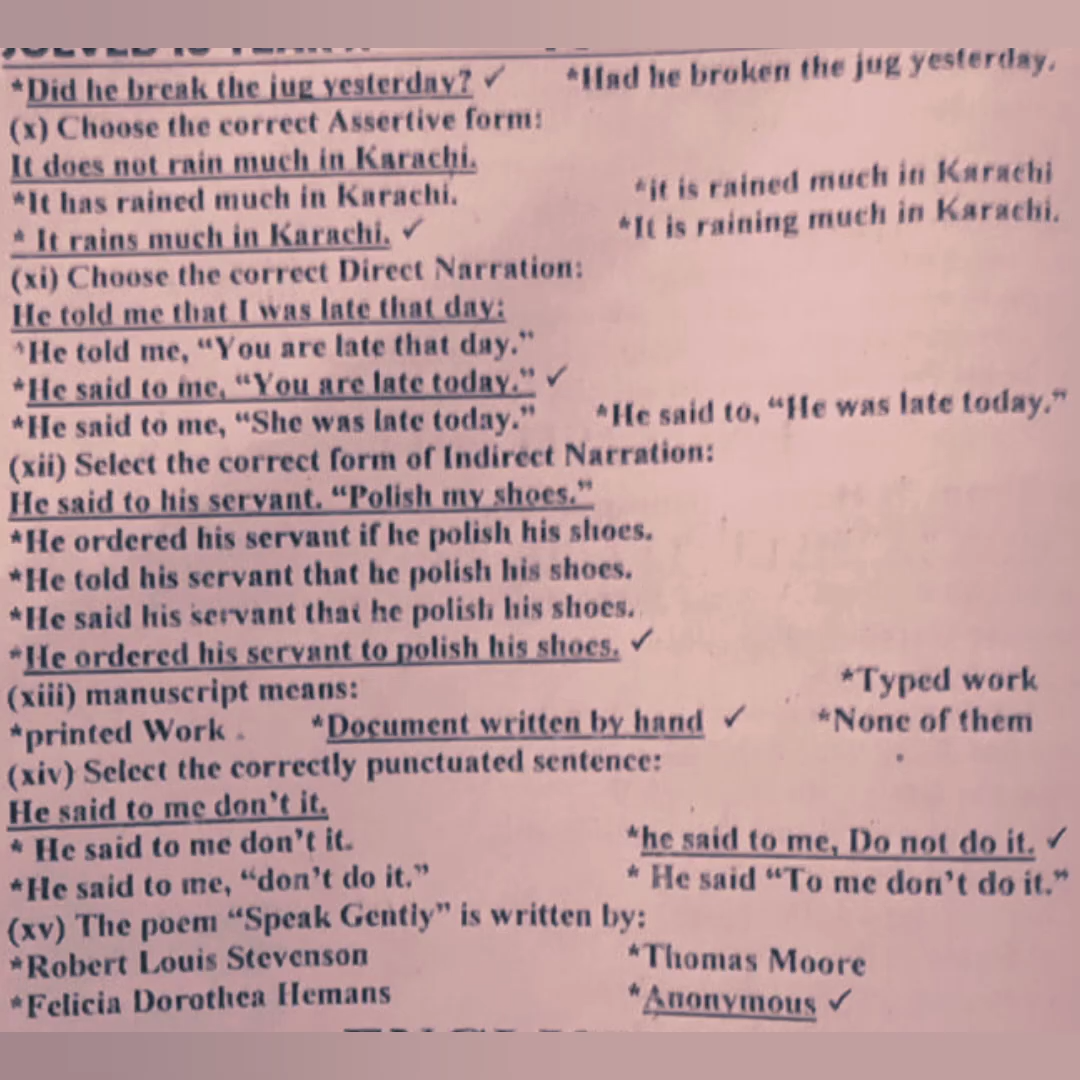 *Did he break the jug yesterday? ✓ *Had he broken the jug yesterday.
(x) Choose the correct Assertive form:
It does not rain much in Karachi.
*It has rained much in Karachi. *it is rained much in Karachi
* It rains much in Karachi. ✓ *It is raining much in Karachi.
(xi) Choose the correct Direct Narration:
He told me that I was late that day:
*He told me, “You are late that day.”
*He said to me, “You are late today.” ✓
*He said to me, “She was late today.” *He said to, “He was late today.”
(xii) Select the correct form of Indirect Narration:
He said to his servant. “Polish my shoes.”
*He ordered his servant if he polish his shoes.
*He told his servant that he polish his shoes.
*He said his servant that he polish his shoes.
*He ordered his servant to polish his shoes. ✓
(xiii) manuscript means: *Typed work
*printed Work *Document written by hand ✓ *None of them
(xiv) Select the correctly punctuated sentence:
He said to me don’t it.
* He said to me don’t it. *he said to me, Do not do it. ✓
*He said to me, “don’t do it.” * He said “To me don’t do it.”
(xv) The poem “Speak Gently” is written by:
*Robert Louis Stevenson *Thomas Moore
*Felicia Dorothea Hemans *Anonymous ✓